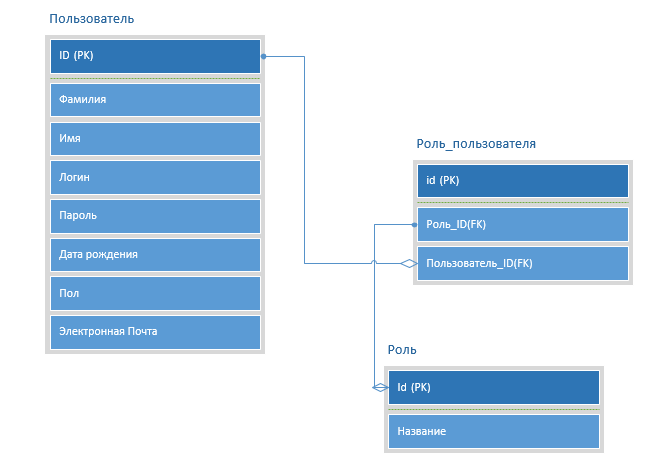 Пользователь
ID (PK)
Фамилия
Имя
Логин
Пароль
Дата рождения
Пол
Электронная Почта
Роль_пользователя
id (PK)
Роль_ID(FK)
Пользователь_ID(FK)
Роль
Id (PK)
Название